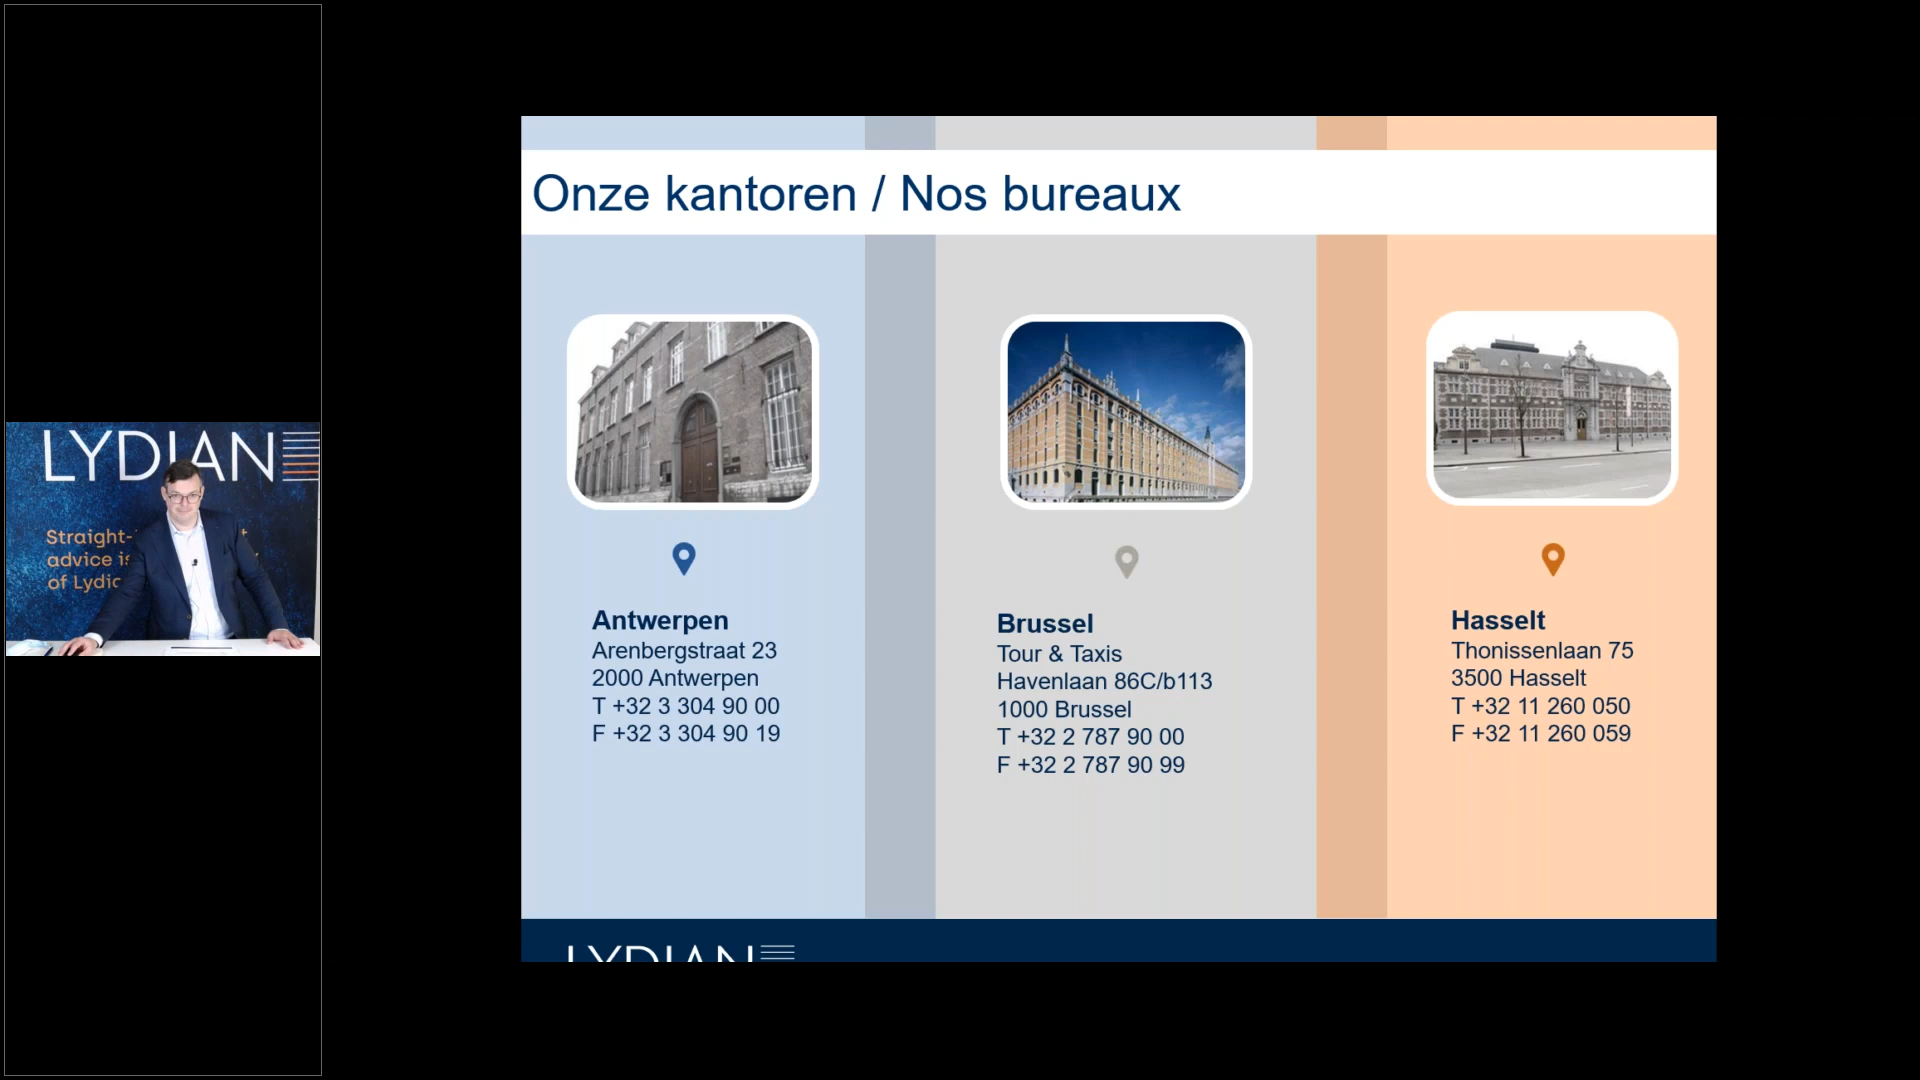 LYDIAN
Straight-
advice is
of Lydia
Onze kantoren / Nos bureaux
Antwerpen
Arenbergstraat 23
2000 Antwerpen
T +32 3 304 90 00
F +32 3 304 90 19
Brussel
Tour & Taxis
Havenlaan 86C/b113
1000 Brussel
T +32 2 787 90 00
F +32 2 787 90 99
Hasselt
Thonissenlaan 75
3500 Hasselt
T +32 11 260 050
F +32 11 260 059
LYDIAN